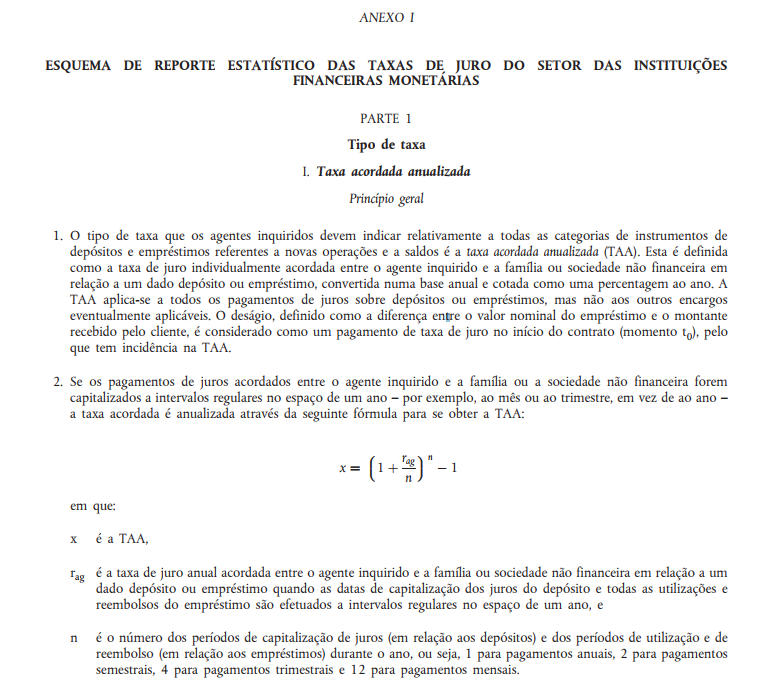 ANEXO I
ESQUEMA DE REPORTE ESTATÍSTICO DAS TAXAS DE JURO DO SETOR DAS INSTITUIÇÕES
FINANCEIRAS MONETÁRIAS
PARTE 1
Tipo de taxa
I. Taxa acordada anualizada
Princípio geral
1. O tipo de taxa que os agentes inquiridos devem indicar relativamente a todas as categorias de instrumentos de
depósitos e empréstimos referentes a novas operações e a saldos é a taxa acordada anualizada (TAA). Esta é definida
como a taxa de juro individualmente acordada entre o agente inquirido e a família ou sociedade não financeira em
relação a um dado depósito ou empréstimo, convertida numa base anual e cotada como uma percentagem ao ano. A
TAA aplica-se a todos os pagamentos de juros sobre depósitos ou empréstimos, mas não aos outros encargos
eventualmente aplicáveis. O deságio, definido como a diferença entre o valor nominal do empréstimo e o montante
recebido pelo cliente, é considerado como um pagamento de taxa de juro no início do contrato (momento t0), pelo
que tem incidência na TAA.
2. Se os pagamentos de juros acordados entre o agente inquirido e a família ou a sociedade não financeira forem
capitalizados a intervalos regulares no espaço de um ano – por exemplo, ao mês ou ao trimestre, em vez de ao ano –
a taxa acordada é anualizada através da seguinte fórmula para se obter a TAA:
x = (1 + rag/n)^n – 1
em que:
x é a TAA,
rag é a taxa de juro anual acordada entre o agente inquirido e a família ou sociedade não financeira em relação a um
dado depósito ou empréstimo quando as datas de capitalização dos juros do depósito e todas as utilizações e
reembolsos do empréstimo são efetuados a intervalos regulares no espaço de um ano, e
n é o número dos períodos de capitalização de juros (em relação aos depósitos) e dos períodos de utilização e de
reembolso (em relação aos empréstimos) durante o ano, ou seja, 1 para pagamentos anuais, 2 para pagamentos
semestrais, 4 para pagamentos trimestrais e 12 para pagamentos mensais.